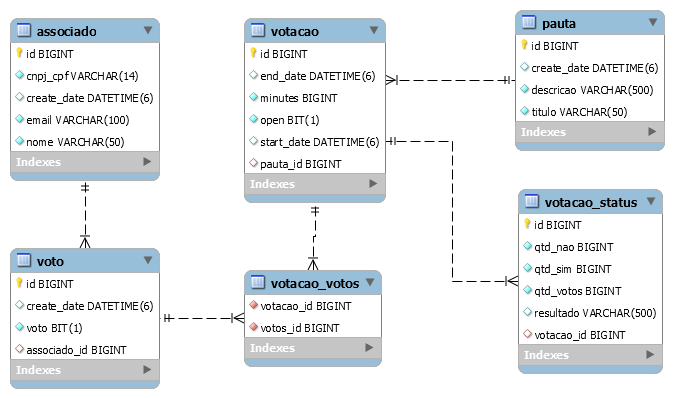 associado
id BIGINT
cnpj_cpf VARCHAR(14)
create_date DATETIME(6)
email VARCHAR(100)
nome VARCHAR(50)
Indexes
votacao
id BIGINT
end_date DATETIME(6)
minutes BIGINT
open BIT(1)
start_date DATETIME(6)
pauta_id BIGINT
Indexes
pauta
id BIGINT
create_date DATETIME(6)
descricao VARCHAR(500)
titulo VARCHAR(50)
Indexes
voto
id BIGINT
create_date DATETIME(6)
voto BIT(1)
associado_id BIGINT
Indexes
votacao_votos
votacao_id BIGINT
votos_id BIGINT
Indexes
votacao_status
id BIGINT
qtd_nao BIGINT
qtd_sim BIGINT
qtd_votos BIGINT
resultado VARCHAR(500)
votacao_id BIGINT
Indexes